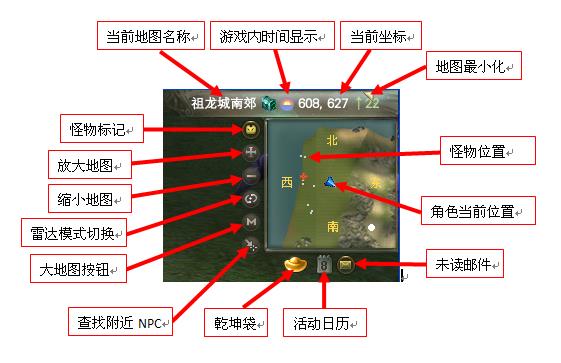 当前地图名称
游戏内时间显示
当前坐标
地图最小化
祖龙城南郊 608, 627 ↑22
怪物标记
放大地图
缩小地图
雷达模式切换
大地图按钮
查找附近 NPC
北
西
东
南
M
怪物位置
角色当前位置
未读邮件
8
乾坤袋
活动日历